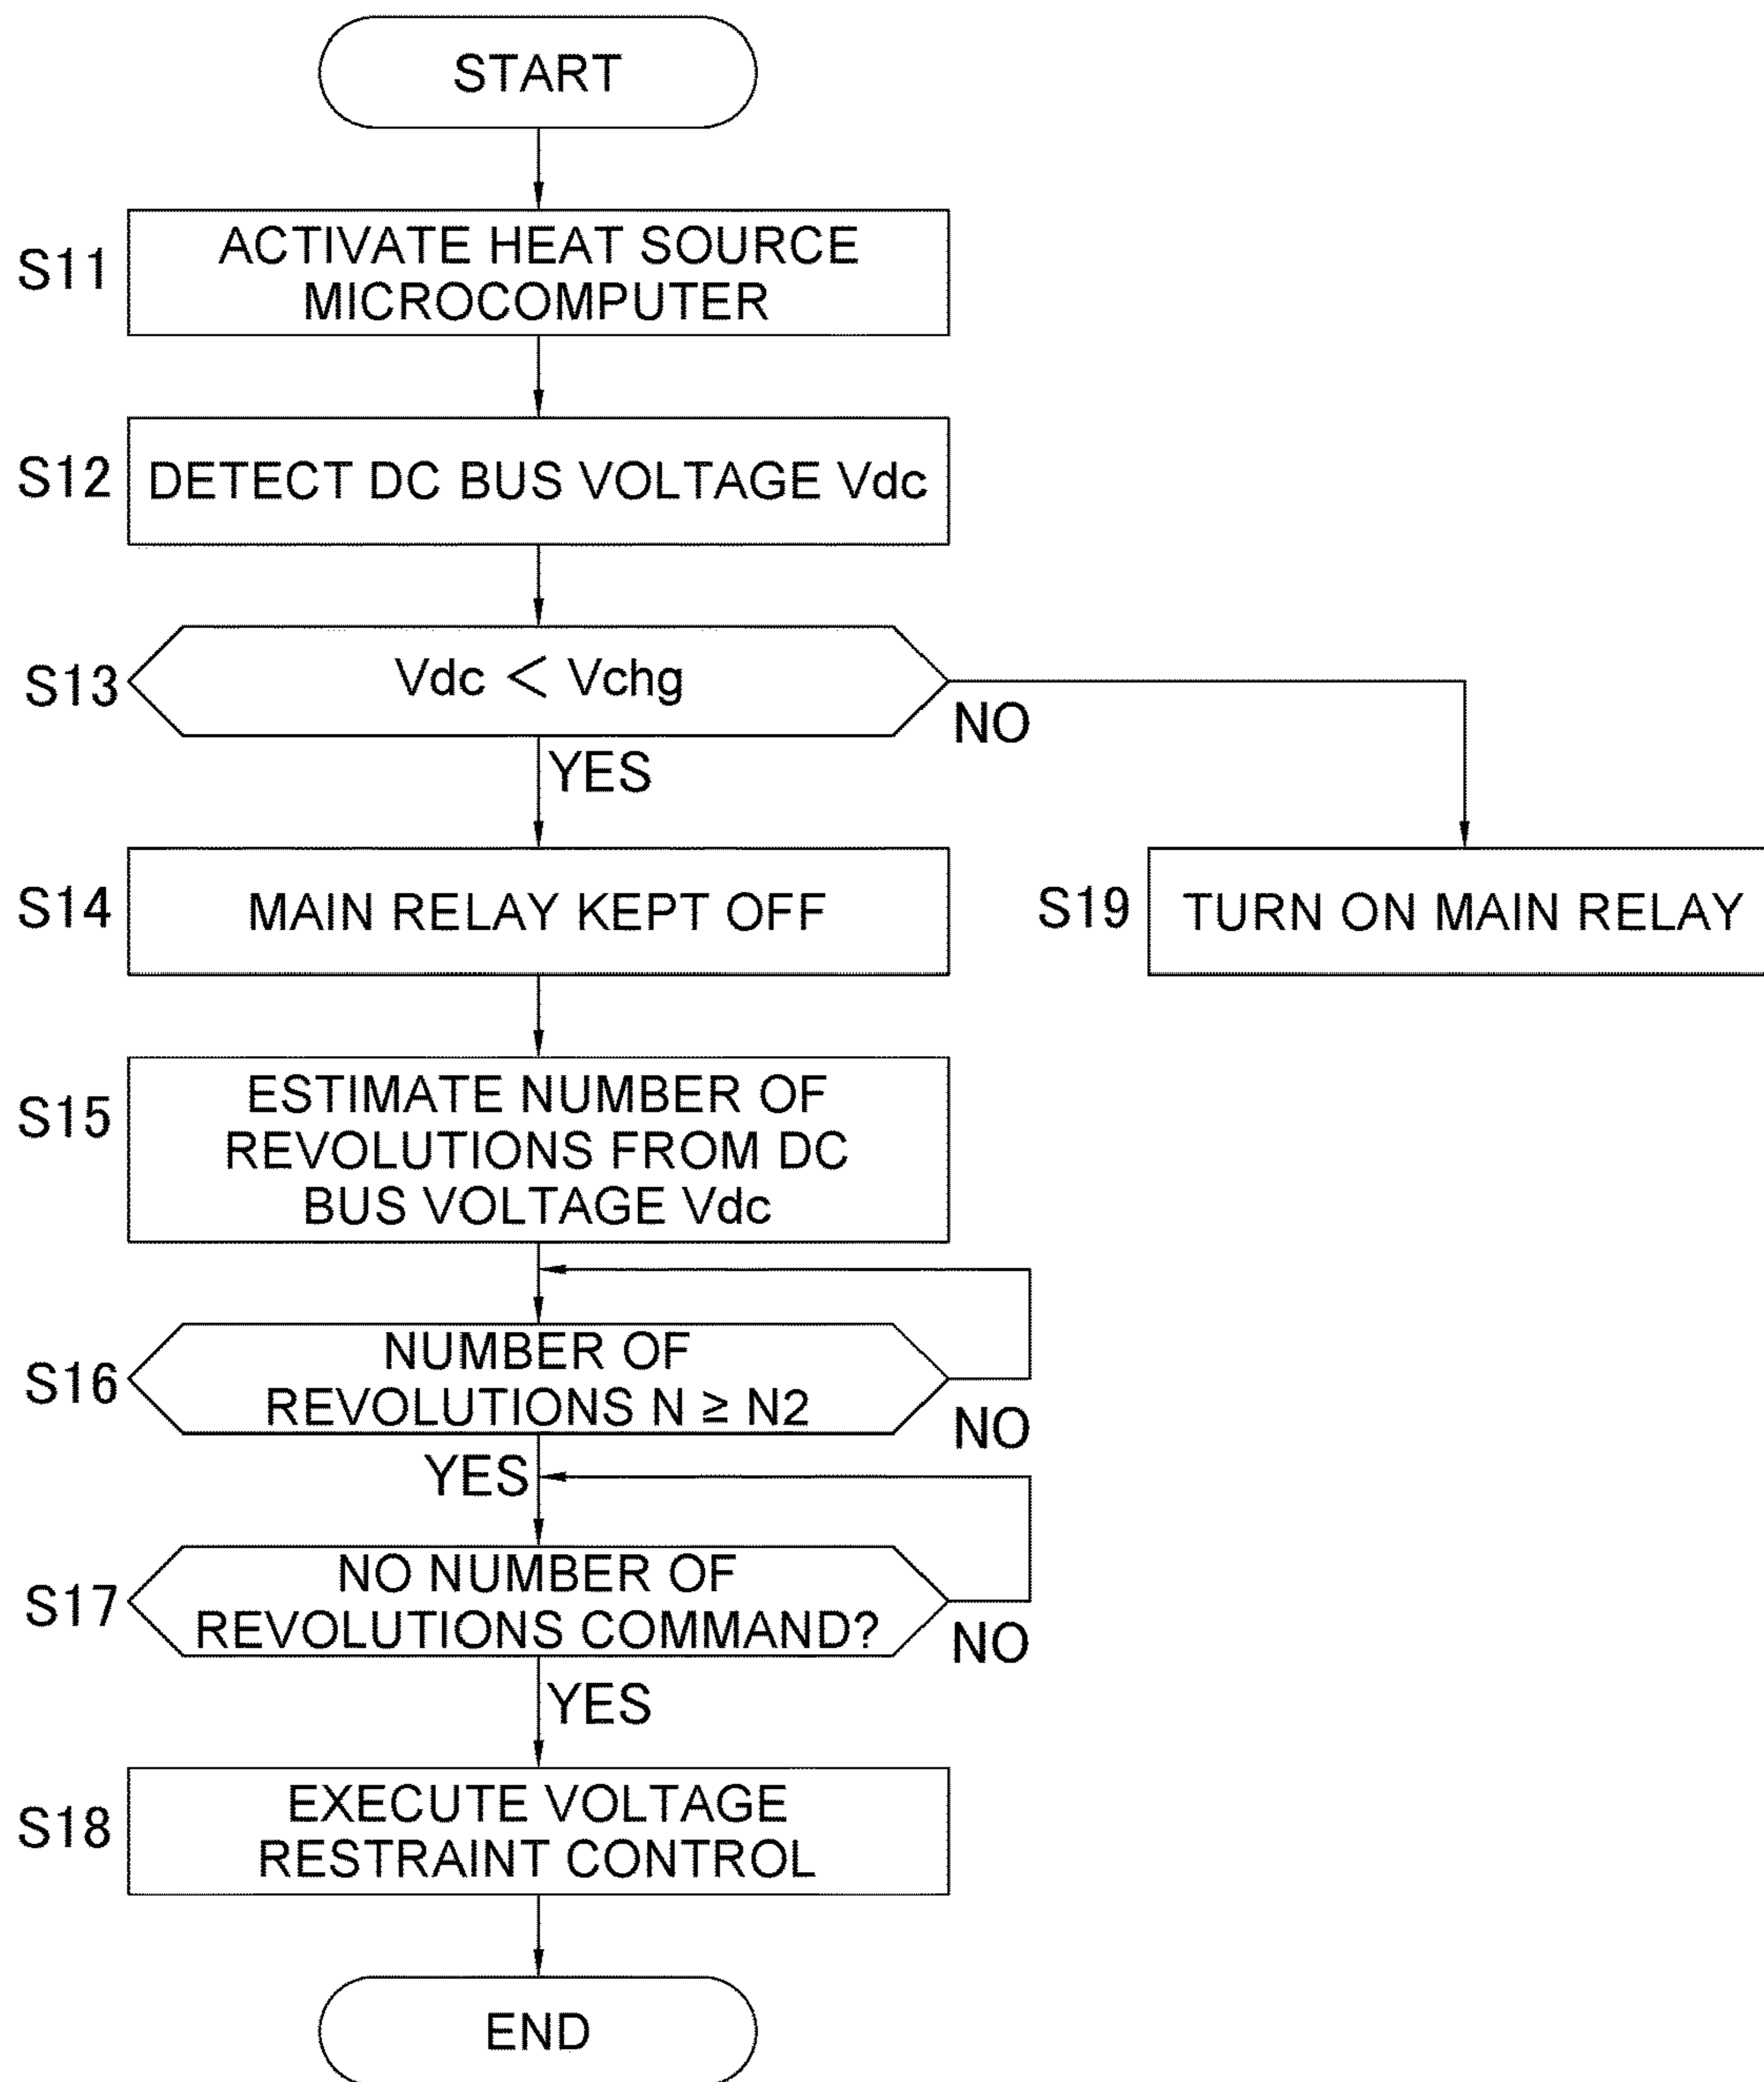 START
S11
ACTIVATE HEAT SOURCE
MICROCOMPUTER
S12
DETECT DC BUS VOLTAGE Vdc
S13
Vdc < Vchg
NO
YES
S14
MAIN RELAY KEPT OFF
S19
TURN ON MAIN RELAY
S15
ESTIMATE NUMBER OF
REVOLUTIONS FROM DC
BUS VOLTAGE Vdc
S16
NUMBER OF
REVOLUTIONS N ≥ N2
NO
YES
S17
NO NUMBER OF
REVOLUTIONS COMMAND?
NO
YES
S18
EXECUTE VOLTAGE
RESTRAINT CONTROL
END